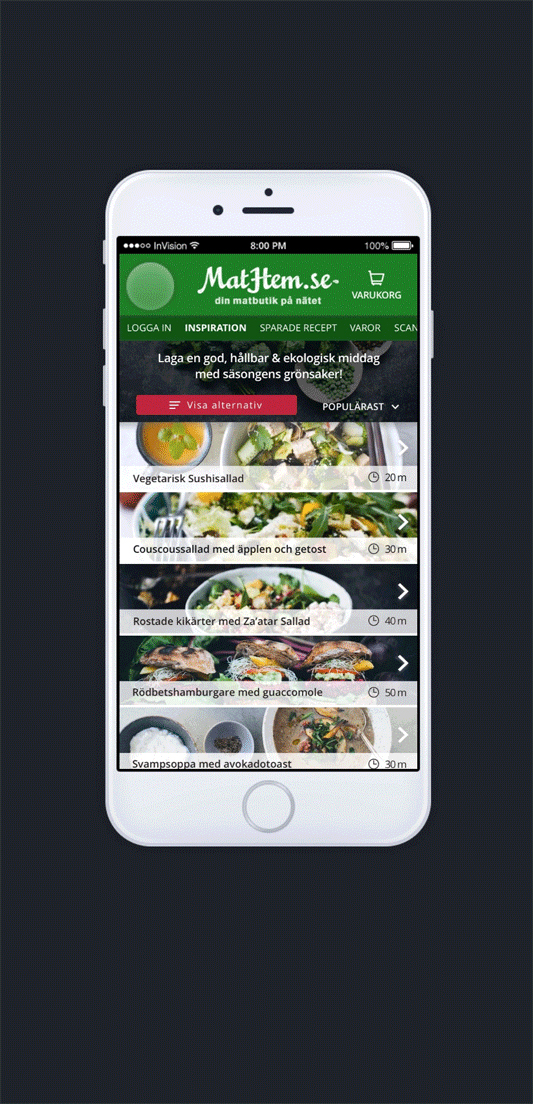 InVision 8:00 PM 100%
MatHem.se
din matbutik på nätet
VARUKORG
LOGGA IN INSPIRATION SPARADE RECEPT VAROR SCAN
Laga en god, hållbar & ekologisk middag
med säsongens grönsaker!
Visa alternativ POPULÄRAST
Vegetarisk Sushisallad 20 m
Couscoussallad med äpplen och getost 30 m
Rostade kikärter med Za'atar Sallad 40 m
Rödbetshamburgare med guaccomole 50 m
Svampsoppa med avokadotoast 30 m